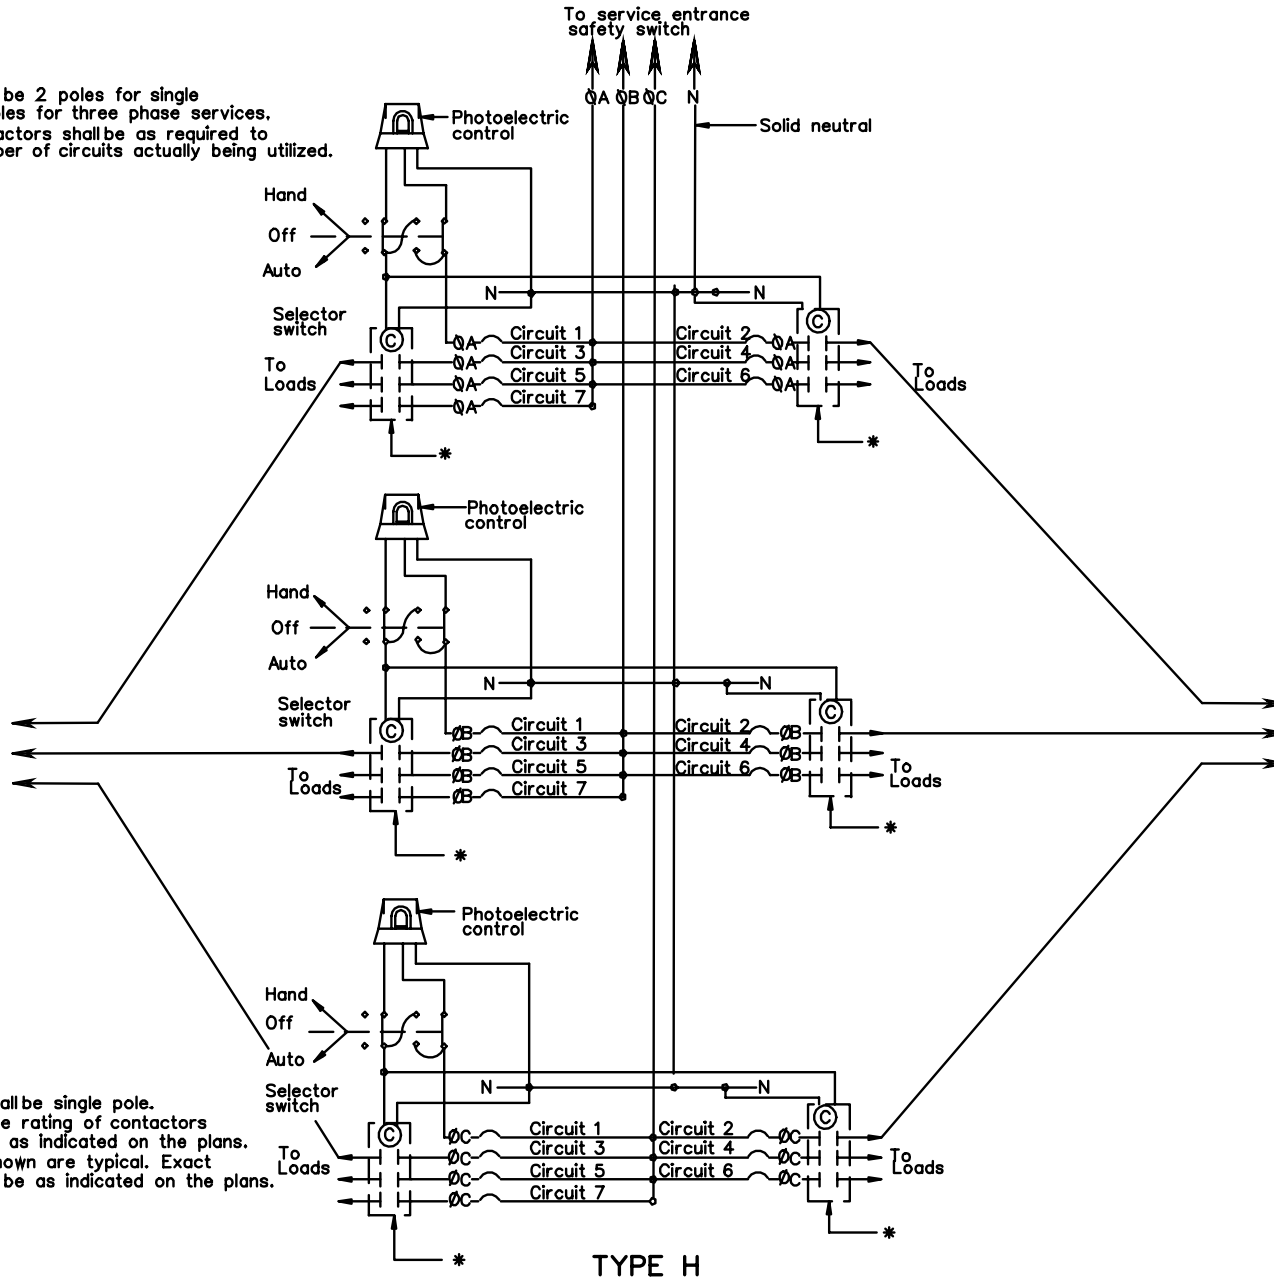 To service entrance
safety switch
ØA ØB ØC N
be 2 poles for single
les for three phase services.
actors shall be as required to
er of circuits actually being utilized.
Photoelectric
control
Solid neutral
Hand
Off
Auto
N
N
Selector
switch
C
C
Circuit 1
Circuit 2
ØA
ØA
Circuit 3
Circuit 4
ØA
ØA
Circuit 5
Circuit 6
ØA
ØA
Circuit 7
ØA
To
Loads
To
Loads
*
*
Photoelectric
control
Hand
Off
Auto
N
N
Selector
switch
C
C
Circuit 1
Circuit 2
ØB
ØB
Circuit 3
Circuit 4
ØB
ØB
Circuit 5
Circuit 6
ØB
ØB
Circuit 7
ØB
To
Loads
To
Loads
*
*
Photoelectric
control
Hand
Off
Auto
N
N
Selector
switch
C
C
Circuit 1
Circuit 2
ØC
ØC
Circuit 3
Circuit 4
ØC
ØC
Circuit 5
Circuit 6
ØC
ØC
Circuit 7
ØC
To
Loads
To
Loads
*
*
all be single pole.
e rating of contactors
as indicated on the plans.
own are typical. Exact
be as indicated on the plans.
TYPE H